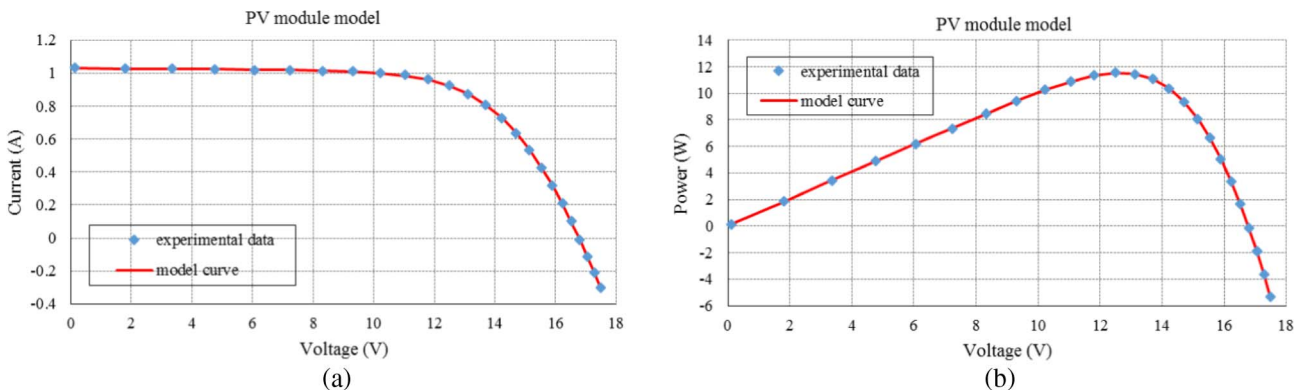 PV module model
1.2
1
0.8
0.6
0.4
0.2
0
-0.2
-0.4
Current (A)
experimental data
model curve
0 2 4 6 8 10 12 14 16 18
Voltage (V)
(a)
PV module model
14
12
10
8
6
4
2
0
-2
-4
-6
Power (W)
experimental data
model curve
0 2 4 6 8 10 12 14 16 18
Voltage (V)
(b)